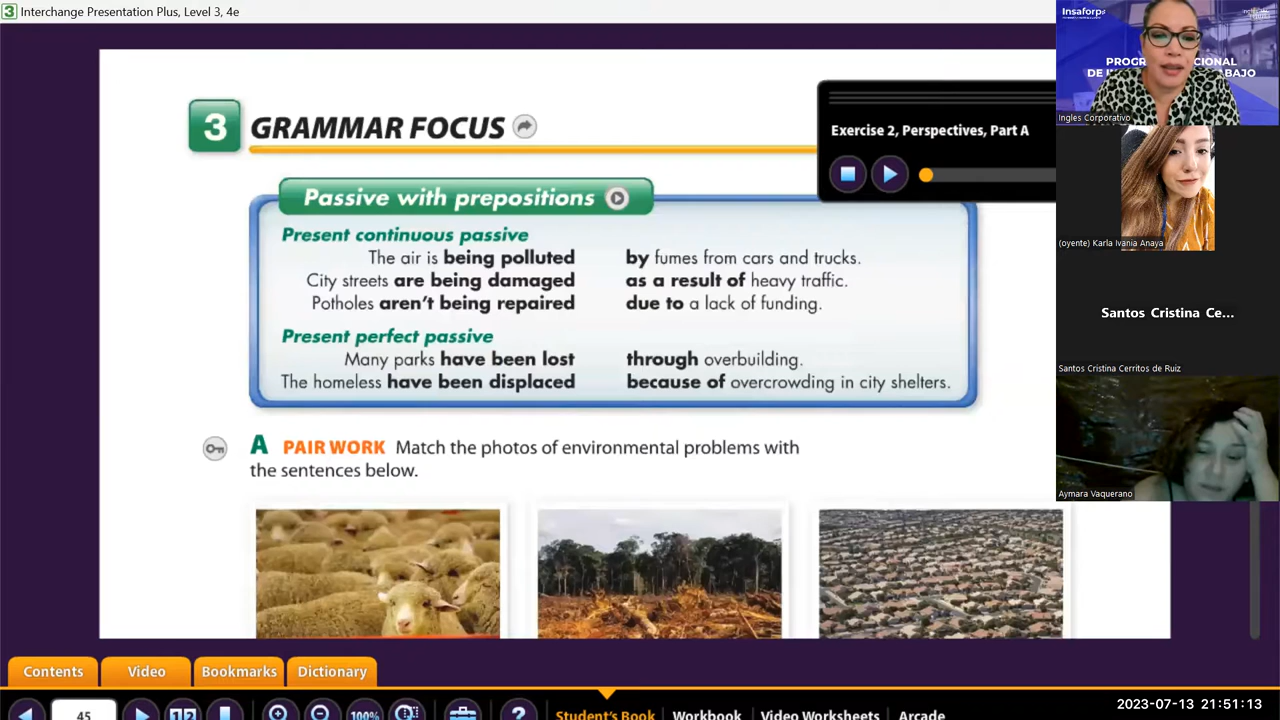 Interchange Presentation Plus, Level 3, 4e
3 GRAMMAR FOCUS
Exercise 2, Perspectives, Part A
Passive with prepositions
Present continuous passive
The air is being polluted by fumes from cars and trucks.
City streets are being damaged as a result of heavy traffic.
Potholes aren't being repaired due to a lack of funding.
Present perfect passive
Many parks have been lost through overbuilding.
The homeless have been displaced because of overcrowding in city shelters.
A PAIR WORK Match the photos of environmental problems with
the sentences below.
Contents Video Bookmarks Dictionary
45
1 2
100%
?
Student's Book Workbook Video Worksheets Arcade
Insaforp
Ingles Corporativo
(oyente) Karla Ivania Anaya
Santos Cristina Ce...
Santos Cristina Cerritos de Ruiz
Aymara Vaquerano
2023-07-13 21:51:13